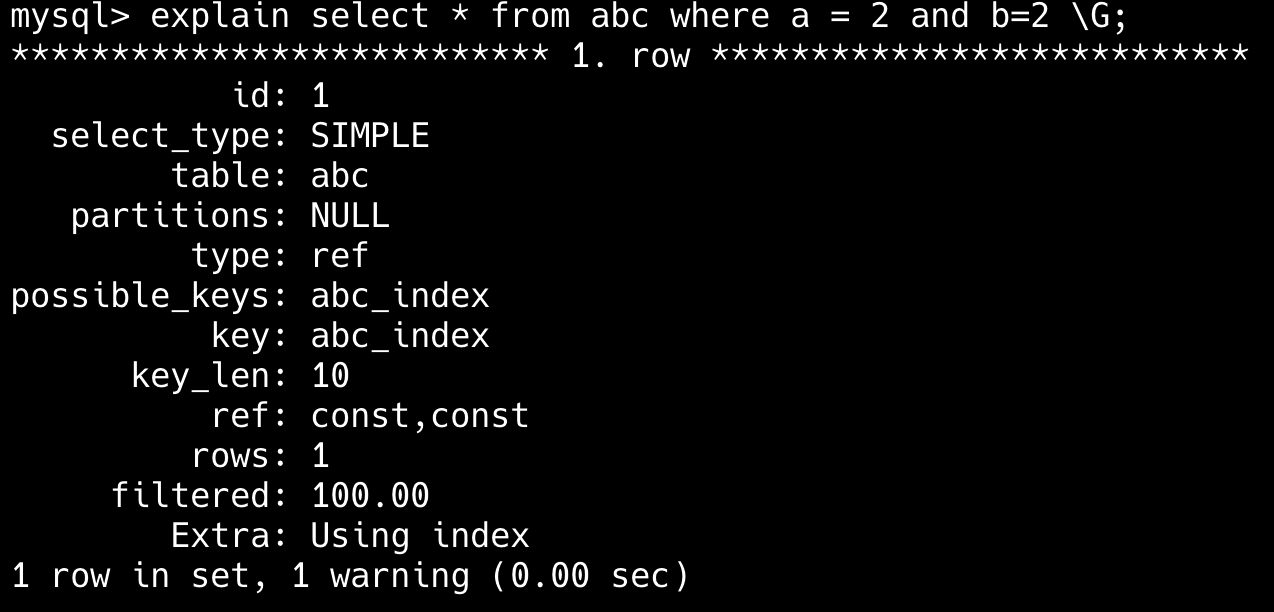 mysql> explain select * from abc where a = 2 and b=2 \G;
*************************** 1. row ***************************
id: 1
select_type: SIMPLE
table: abc
partitions: NULL
type: ref
possible_keys: abc_index
key: abc_index
key_len: 10
ref: const,const
rows: 1
filtered: 100.00
Extra: Using index
1 row in set, 1 warning (0.00 sec)